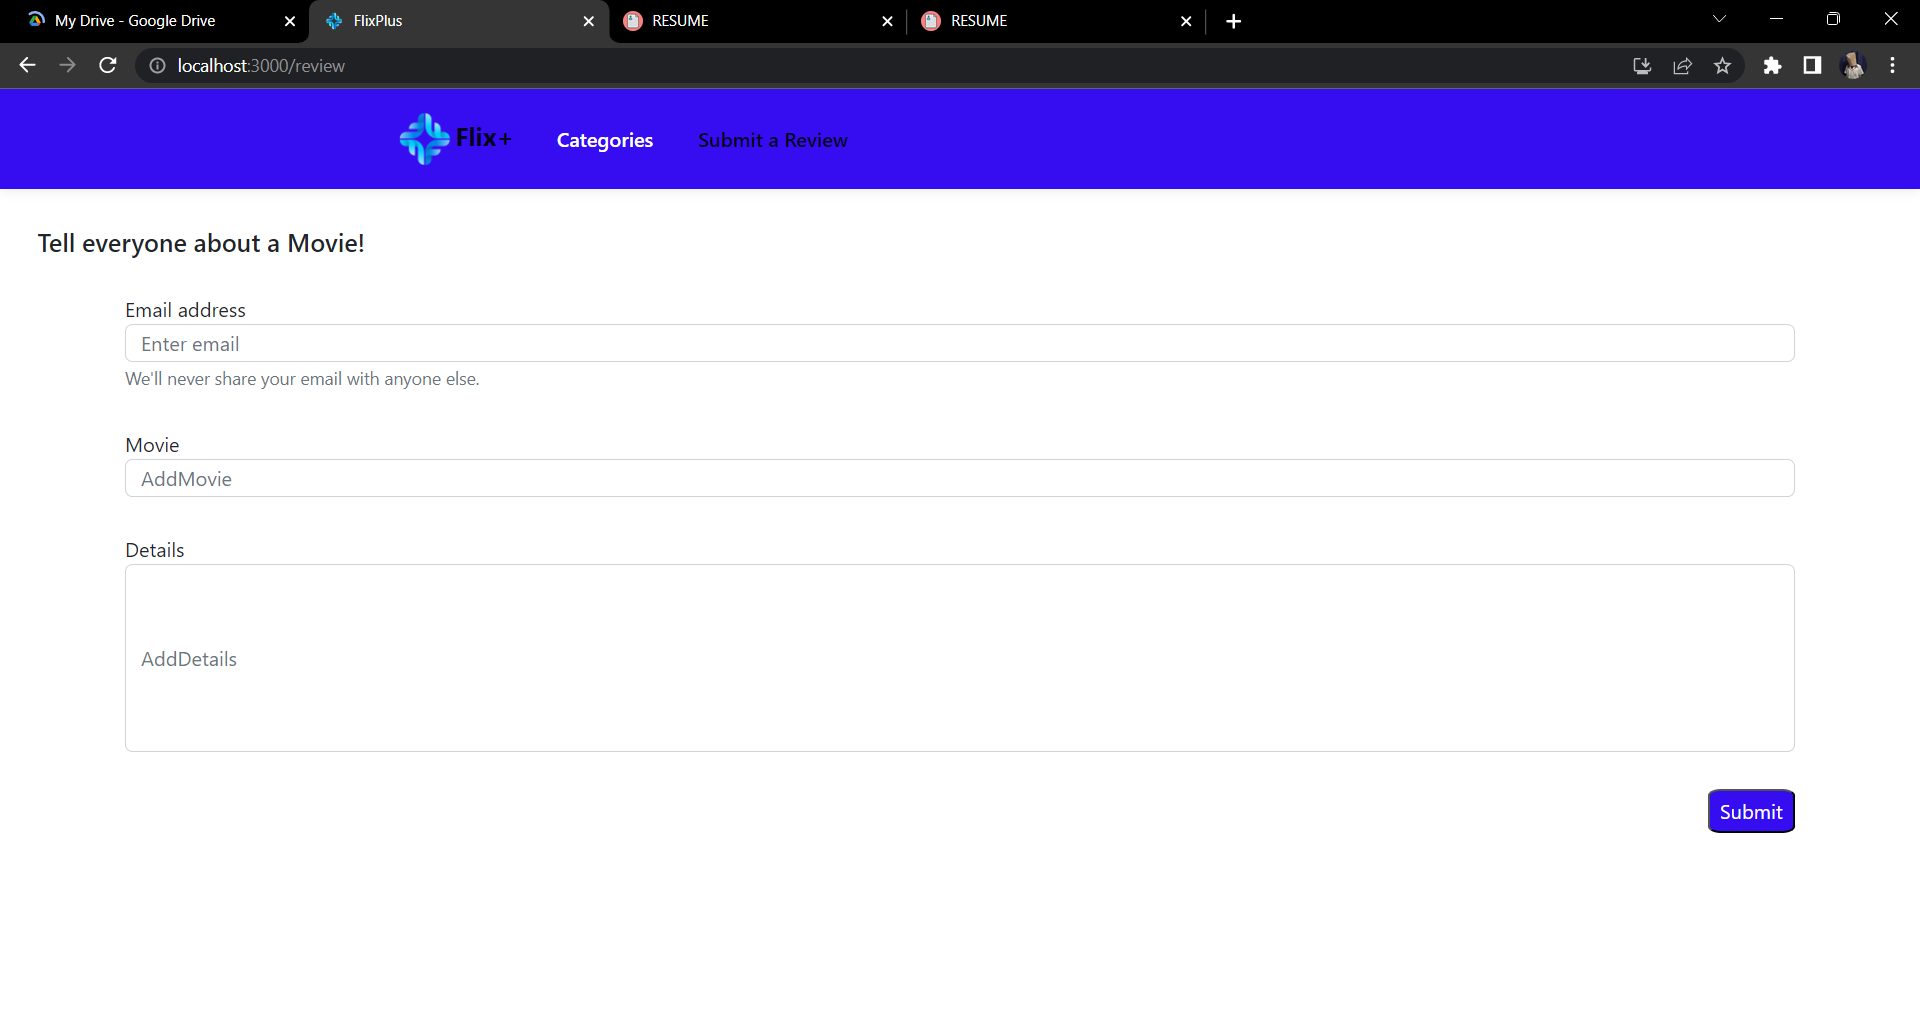 My Drive - Google Drive
FlixPlus
RESUME
RESUME
localhost:3000/review
Flix+
Categories
Submit a Review
Tell everyone about a Movie!
Email address
Enter email
We'll never share your email with anyone else.
Movie
AddMovie
Details
AddDetails
Submit